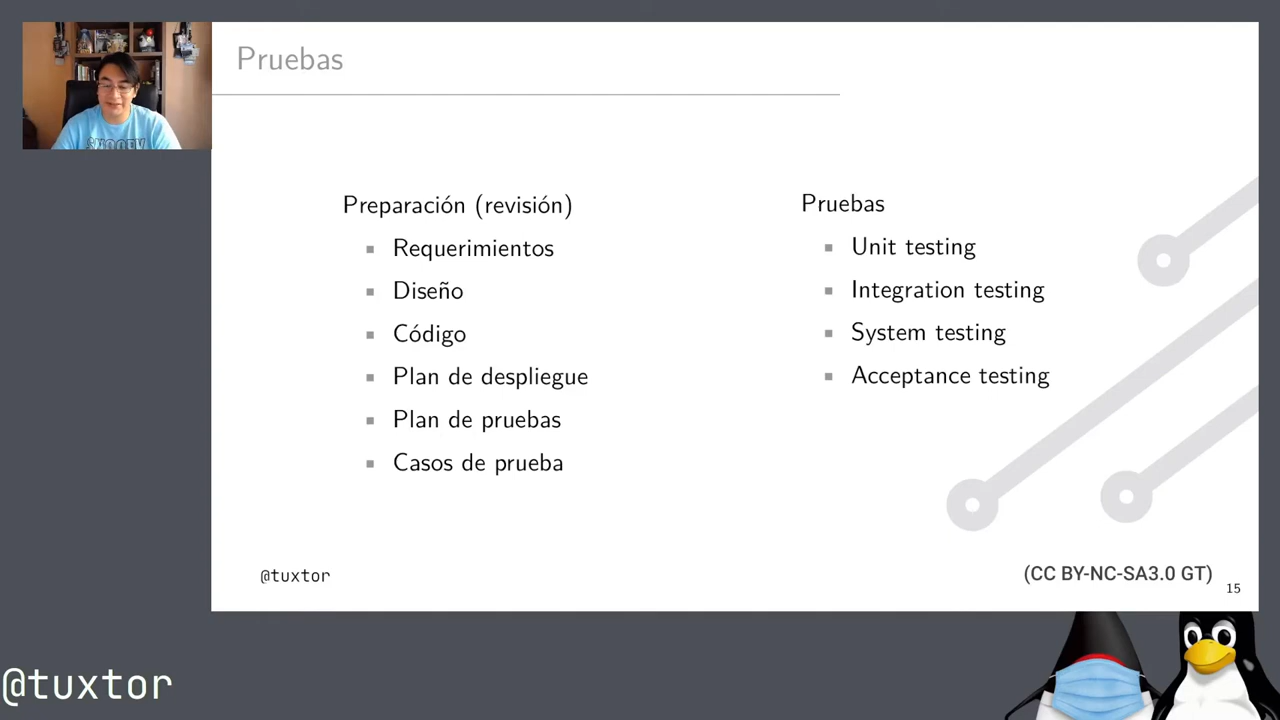 Pruebas
Preparación (revisión)
Requerimientos
Diseño
Código
Plan de despliegue
Plan de pruebas
Casos de prueba
Pruebas
Unit testing
Integration testing
System testing
Acceptance testing
@tuxtor
(CC BY-NC-SA3.0 GT)
15
@tuxtor